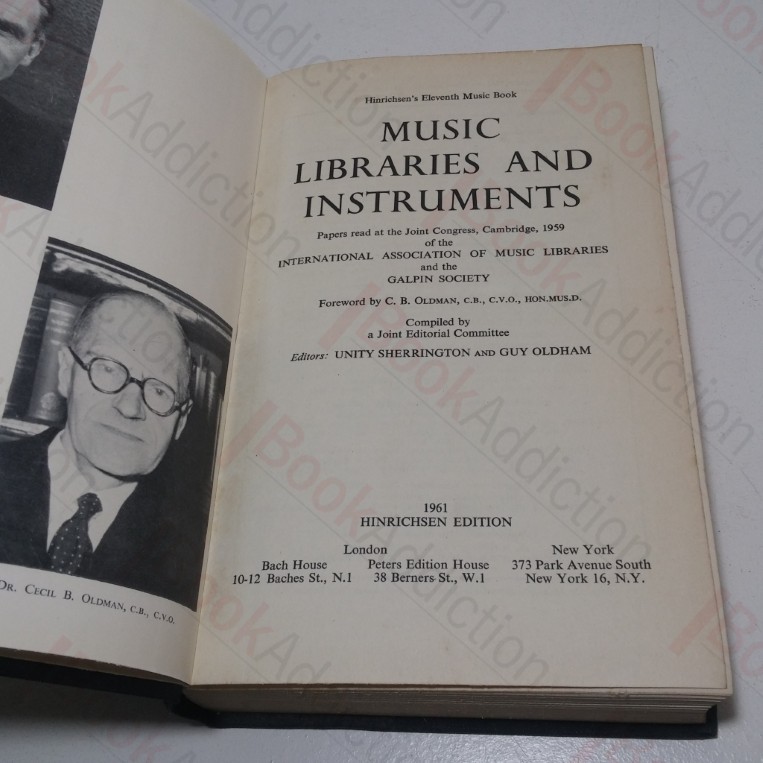 Hinrichsen's Eleventh Music Book
MUSIC
LIBRARIES AND
INSTRUMENTS
Papers read at the Joint Congress, Cambridge, 1959
of the
INTERNATIONAL ASSOCIATION OF MUSIC LIBRARIES
and the
GALPIN SOCIETY
Foreword by C. B. OLDMAN, C.B., C.V.O., HON.MUS.D.
Compiled by
a Joint Editorial Committee
Editors: UNITY SHERRINGTON AND GUY OLDHAM
1961
HINRICHSEN EDITION
London
Bach House
10-12 Baches St., N.1
Peters Edition House
38 Berners St., W.1
New York
373 Park Avenue South
New York 16, N.Y.
DR. CECIL B. OLDMAN, C.B., C.V.O.
BookAddiction